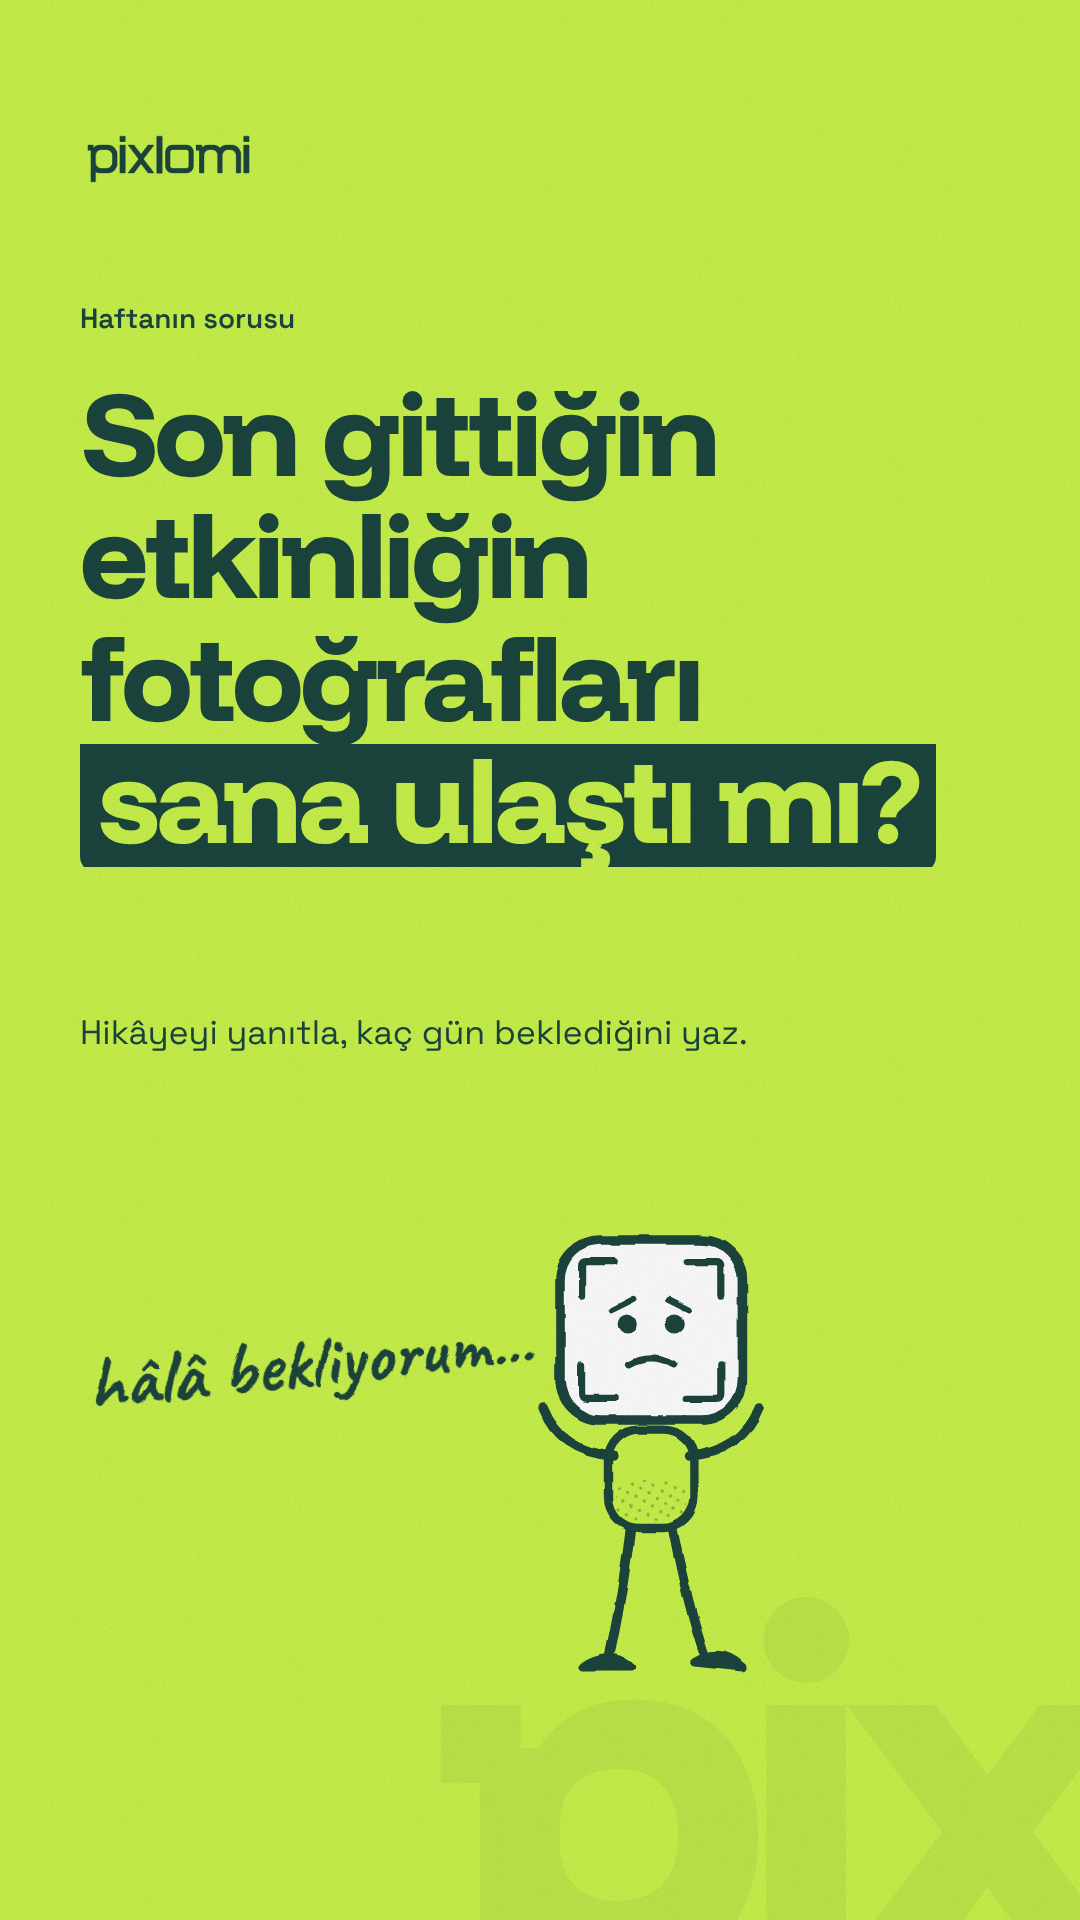 pixlomi
Haftanın sorusu
Son gittiğin
etkinliğin
fotoğrafları
sana ulaştı mı?
Hikâyeyi yanıtla, kaç gün beklediğini yaz.
hâlâ bekliyorum...
pix